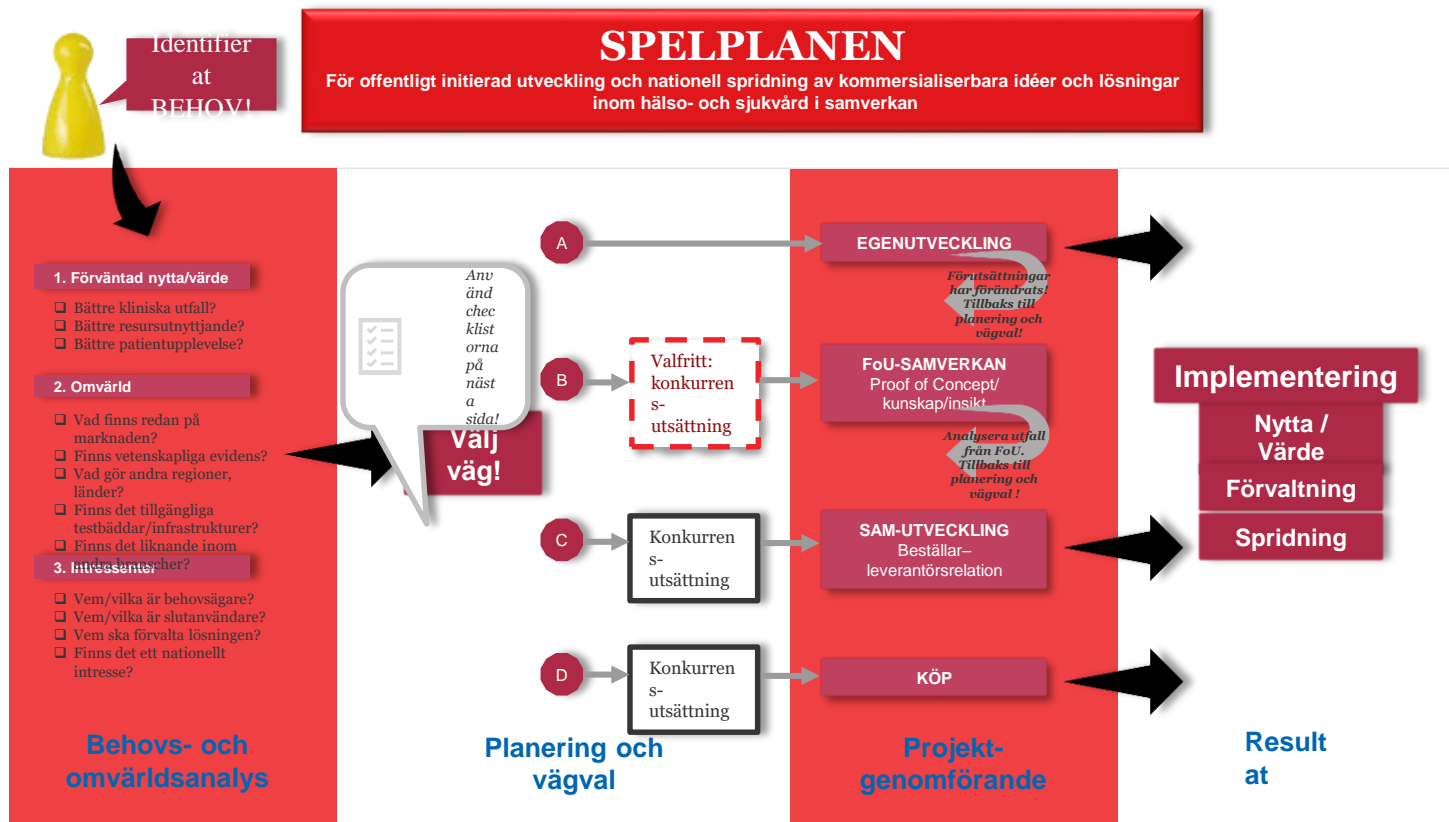 Identifier
at
BEHOV!
SPELPLANEN
För offentligt initierad utveckling och nationell spridning av kommersialiserbara idéer och lösningar
inom hälso- och sjukvård i samverkan
1. Förväntad nytta/värde
❑ Bättre kliniska utfall?
❑ Bättre resursutnyttjande?
❑ Bättre patientupplevelse?
2. Omvärld
❑ Vad finns redan på
marknaden?
❑ Finns vetenskapliga evidens?
❑ Vad gör andra regioner,
länder?
❑ Finns det tillgängliga
testbäddar/infrastrukturer?
❑ Finns det liknande inom
andra branscher?
3. Intressenter
❑ Vem/vilka är behovsägare?
❑ Vem/vilka är slutanvändare?
❑ Vem ska förvalta lösningen?
❑ Finns det ett nationellt
intresse?
Behovs- och
omvärldsanalys
Anv
änd
chec
klist
orna
på
näst
a
sida!
Välj
väg!
A
B
Valfritt:
konkurren
s-
utsättning
C
Konkurren
s-
utsättning
D
Konkurren
s-
utsättning
Planering och
vägval
EGENUTVECKLING
Förutsättningar
har förändrats!
Tillbaks till
planering och
vägval!
FoU-SAMVERKAN
Proof of Concept/
kunskap/insikt
Analysera utfall
från FoU.
Tillbaks till
planering och
vägval !
SAM-UTVECKLING
Beställar–
leverantörsrelation
KÖP
Projekt-
genomförande
Implementering
Nytta /
Värde
Förvaltning
Spridning
Result
at